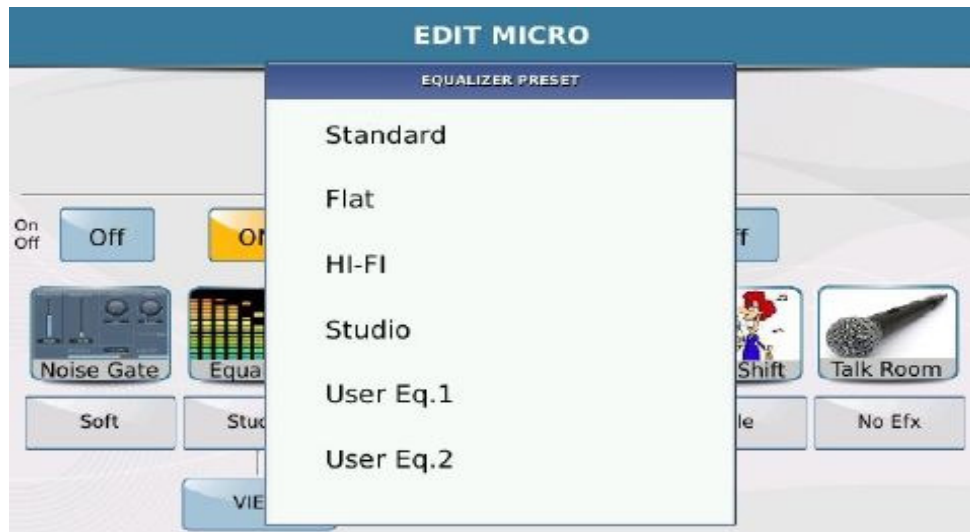 EDIT MICRO
EQUALIZER PRESET
Standard
Flat
HI-FI
Studio
User Eq.1
User Eq.2
On
Off
Off
Noise Gate
Shift
Talk Room
Soft
No Efx